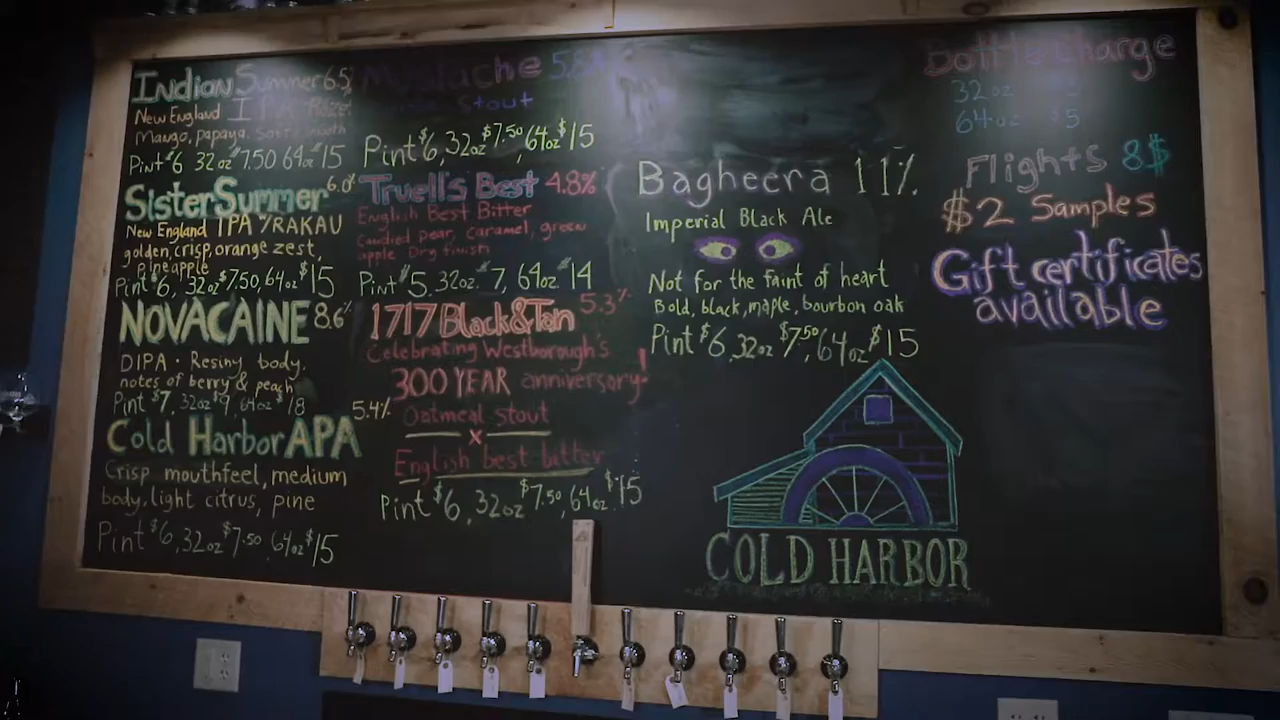 Indian Summer 6.5
New England IPA
Mango, papaya, Soft, smooth
Pint $6 32oz $7.50 64oz $15
Sister Summer 6.0%
New England IPA w/RAKAU
golden, crisp, orange zest,
pineapple
Pint $6, 32oz $7.50, 64oz $15
NOVACAINE 8.6%
DIPA · Resiny body,
notes of berry & peach
Pint $7, 32oz $9, 64oz $18
Cold Harbor APA 5.4%
Crisp mouthfeel, medium
body, light citrus, pine
Pint $6, 32oz $7.50, 64oz $15
Mustache 5.8%
Stout
Pint $6, 32oz $7.50, 64oz $15
Truell's Best 4.8%
English Best Bitter
Candied pear, caramel, green
apple Dry finish
Pint $5, 32oz $7, 64oz $14
1717 Black&Tan 5.3%
Celebrating Westborough's
300 YEAR anniversary!
Oatmeal stout
x
English best bitter
Pint $6, 32oz $7.50, 64oz $15
Bagheera 11%
Imperial Black Ale
Not for the faint of heart
Bold, black, maple, bourbon oak
Pint $6, 32oz $7.50, 64oz $15
COLD HARBOR
Bottle Charge
32oz
64oz $5
Flights 8$
$2 Samples
Gift certificates
available